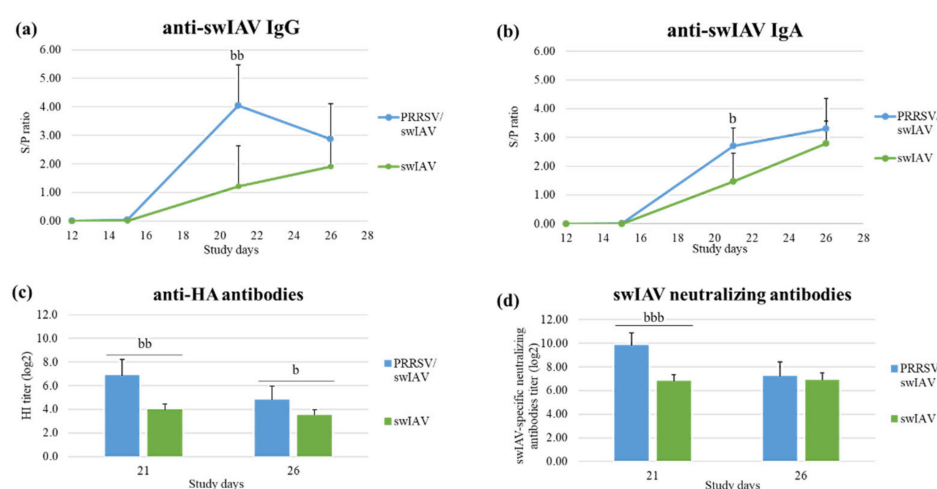 (a)
anti-swIAV IgG
S/P ratio
6.00
5.00
4.00
3.00
2.00
1.00
0.00
bb
12 14 16 18 20 22 24 26 28
Study days
PRRSV/
swIAV
swIAV
(b)
anti-swIAV IgA
S/P ratio
6.00
5.00
4.00
3.00
2.00
1.00
0.00
b
12 14 16 18 20 22 24 26 28
Study days
PRRSV/
swIAV
swIAV
(c)
anti-HA antibodies
HI titer (log2)
12.0
10.0
8.0
6.0
4.0
2.0
0.0
bb
b
21 26
Study days
PRRSV/
swIAV
swIAV
(d)
swIAV neutralizing antibodies
swIAV-specific neutralizing
antibodies titer (log2)
12.00
10.00
8.00
6.00
4.00
2.00
0.00
bbb
21 26
Study days
PRRSV/
swIAV
swIAV